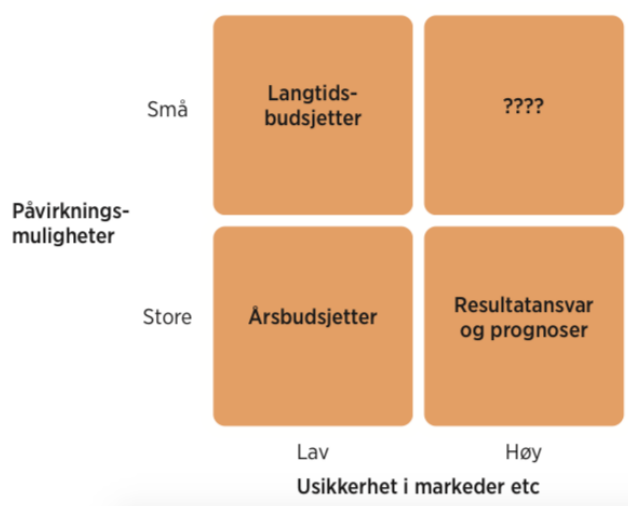 Små
Langtids-
budsjetter
????
Påvirknings-
muligheter
Store
Årsbudsjetter
Resultatansvar
og prognoser
Lav
Høy
Usikkerhet i markeder etc